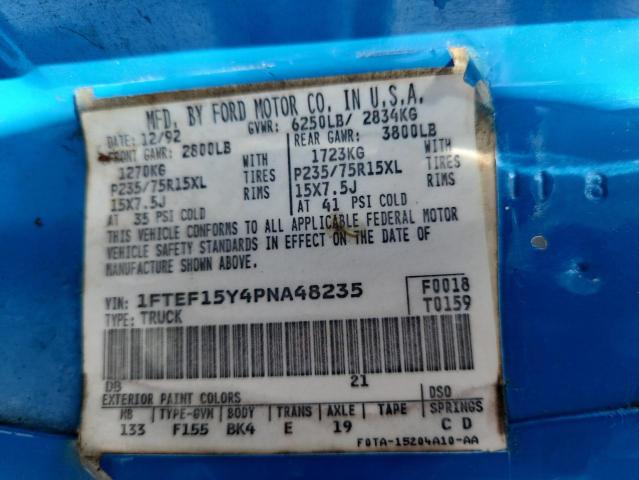 MFD. BY FORD MOTOR CO. IN U.S.A.
DATE: 12/92 GVWR: 6250LB/ 2834KG
FRONT GAWR: 2800LB REAR GAWR: 3800LB
1270KG WITH 1723KG WITH
P235/75R15XL TIRES P235/75R15XL TIRES
15X7.5J RIMS 15X7.5J RIMS
AT 35 PSI COLD AT 41 PSI COLD
THIS VEHICLE CONFORMS TO ALL APPLICABLE FEDERAL MOTOR
VEHICLE SAFETY STANDARDS IN EFFECT ON THE DATE OF
MANUFACTURE SHOWN ABOVE.
VIN: 1FTEF15Y4PNA48235 F0018
TYPE: TRUCK T0159
DB 21
EXTERIOR PAINT COLORS DSO
WB TYPE-GVW BODY TRANS AXLE TAPE SPRINGS
133 F155 BK4 E 19 C D
F0TA-15204A10-AA